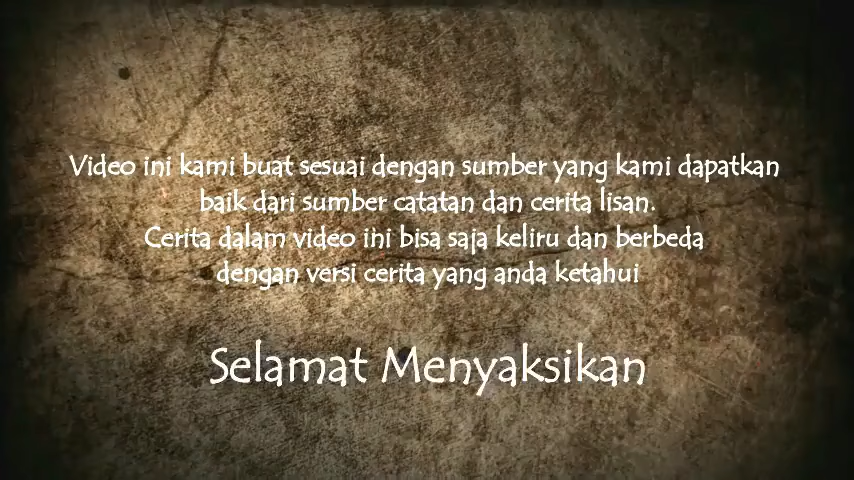 Video ini kami buat sesuai dengan sumber yang kami dapatkan
baik dari sumber catatan dan cerita lisan.
Cerita dalam video ini bisa saja keliru dan berbeda
dengan versi cerita yang anda ketahui
Selamat Menyaksikan